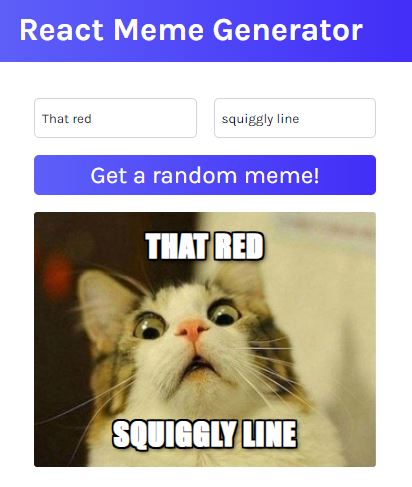 React Meme Generator
That red
squiggly line
Get a random meme!
THAT RED
SQUIGGLY LINE